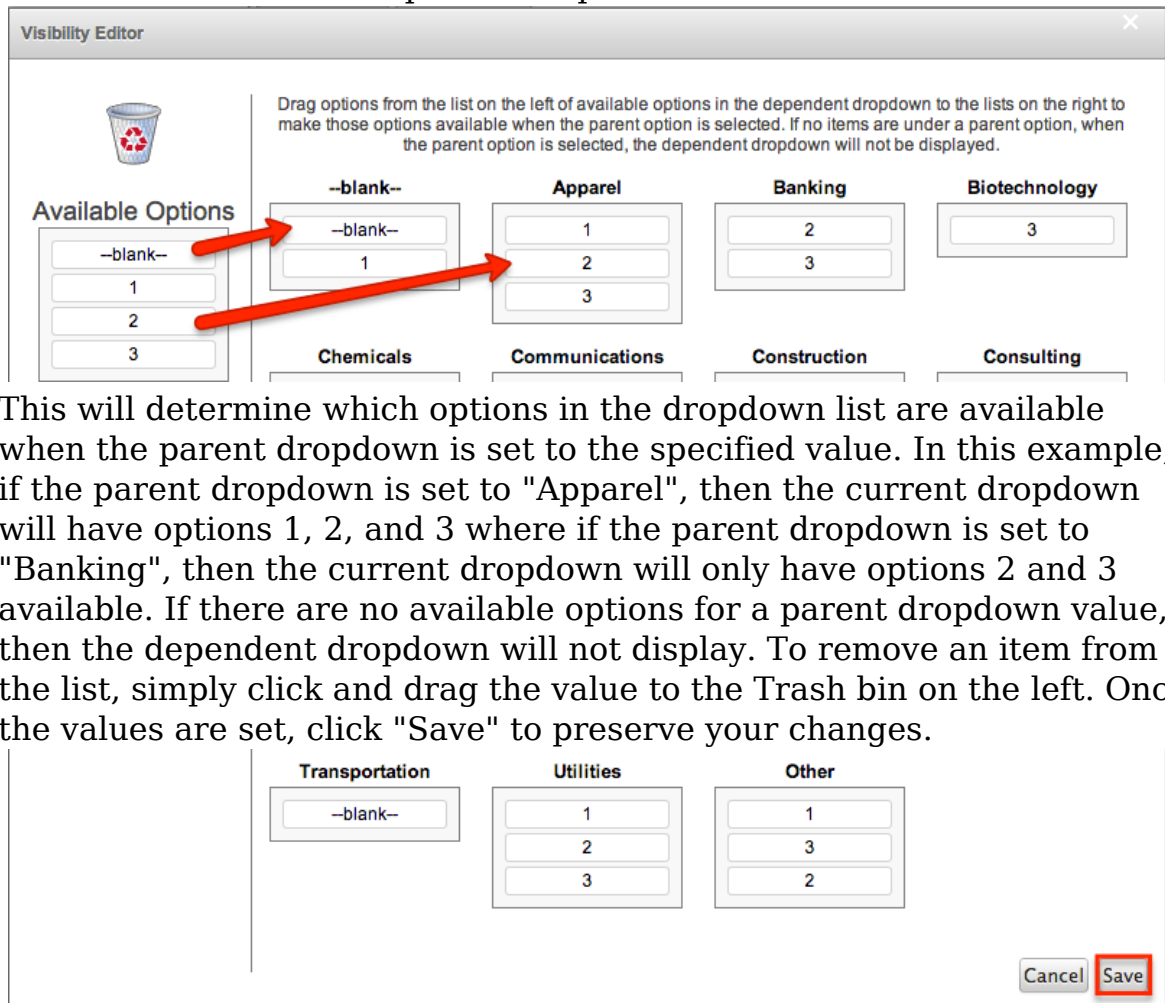 Visibility Editor
Drag options from the list on the left of available options in the dependent dropdown to the lists on the right to
make those options available when the parent option is selected. If no items are under a parent option, when
the parent option is selected, the dependent dropdown will not be displayed.
Available Options
--blank--
1
2
3
--blank-- Apparel Banking Biotechnology
--blank-- 1 2 3
1 2 3
3
Chemicals Communications Construction Consulting
This will determine which options in the dropdown list are available
when the parent dropdown is set to the specified value. In this example,
if the parent dropdown is set to "Apparel", then the current dropdown
will have options 1, 2, and 3 where if the parent dropdown is set to
"Banking", then the current dropdown will only have options 2 and 3
available. If there are no available options for a parent dropdown value,
then the dependent dropdown will not display. To remove an item from
the list, simply click and drag the value to the Trash bin on the left. Onc
the values are set, click "Save" to preserve your changes.
Transportation Utilities Other
--blank-- 1 1
2 3
3 2
Cancel Save